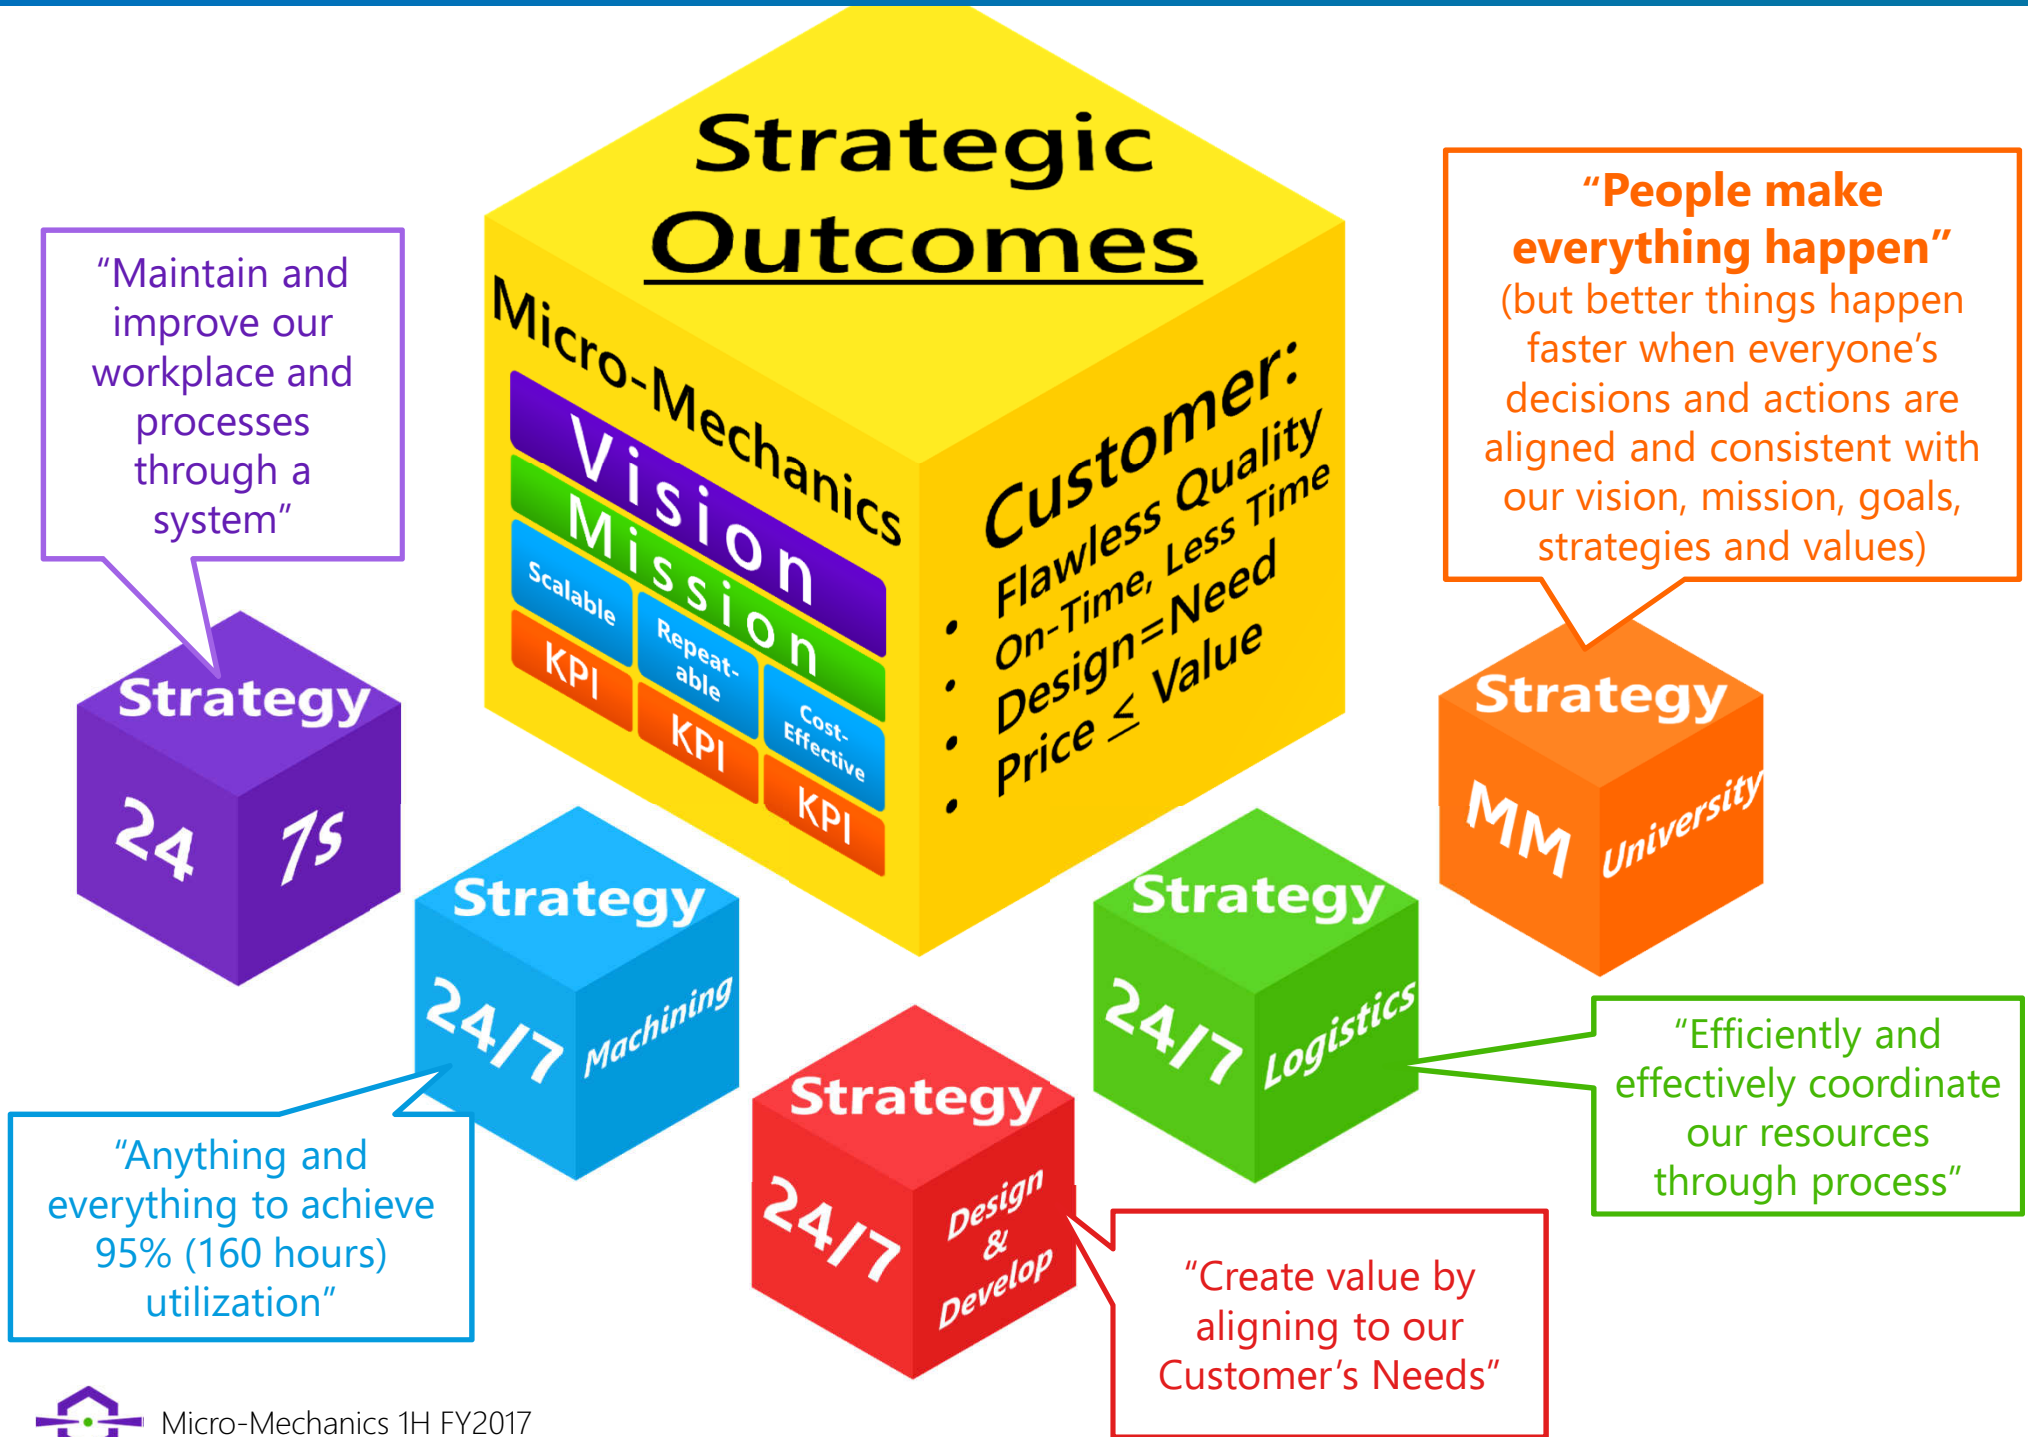 Strategic
Outcomes
Micro-Mechanics
Vision
Mission
Scalable
Repeat-
able
Cost-
Effective
KPI
KPI
KPI
Customer:
• Flawless Quality
• On-Time, Less Time
• Design=Need
• Price ≤ Value
“Maintain and
improve our
workplace and
processes
through a
system”
“People make
everything happen”
(but better things happen
faster when everyone’s
decisions and actions are
aligned and consistent with
our vision, mission, goals,
strategies and values)
Strategy
24
7S
Strategy
24/7
Machining
Strategy
24/7
Design
&
Develop
Strategy
24/7
Logistics
Strategy
MM
University
“Anything and
everything to achieve
95% (160 hours)
utilization”
“Create value by
aligning to our
Customer’s Needs”
“Efficiently and
effectively coordinate
our resources
through process”
Micro-Mechanics 1H FY2017